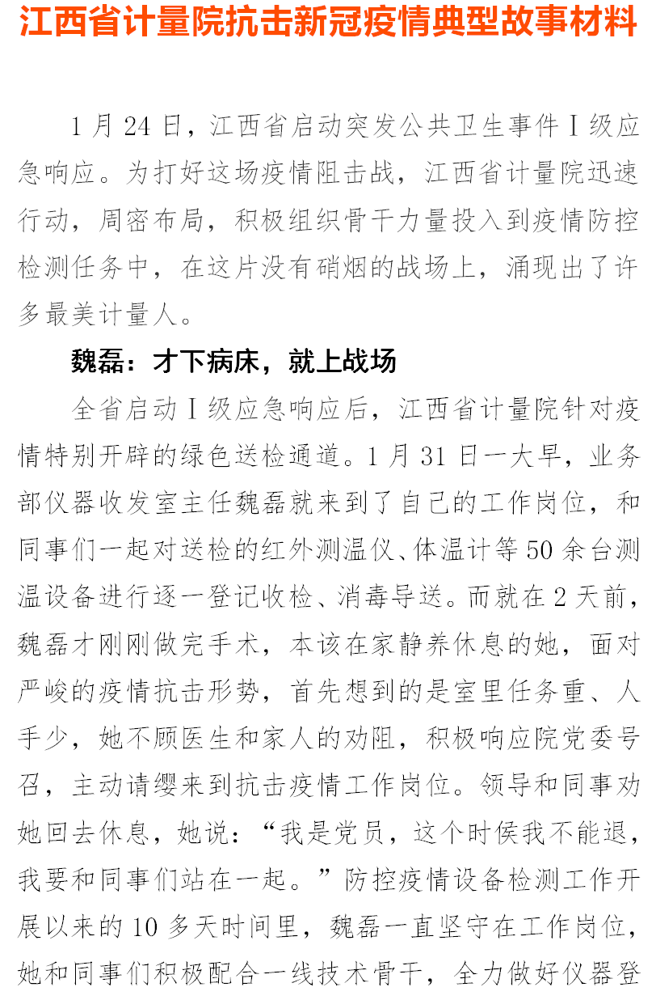 江西省计量院抗击新冠疫情典型故事材料
1月24日，江西省启动突发公共卫生事件Ⅰ级应
急响应。为打好这场疫情阻击战，江西省计量院迅速
行动，周密布局，积极组织骨干力量投入到疫情防控
检测任务中，在这片没有硝烟的战场上，涌现出了许
多最美计量人。
魏磊：才下病床，就上战场
全省启动Ⅰ级应急响应后，江西省计量院针对疫
情特别开辟的绿色送检通道。1月31日一大早，业务
部仪器收发室主任魏磊就来到了自己的工作岗位，和
同事们一起对送检的红外测温仪、体温计等50余台测
温设备进行逐一登记收检、消毒导送。而就在2天前，
魏磊才刚刚做完手术，本该在家静养休息的她，面对
严峻的疫情抗击形势，首先想到的是室里任务重、人
手少，她不顾医生和家人的劝阻，积极响应院党委号
召，主动请缨来到抗击疫情工作岗位。领导和同事劝
她回去休息，她说：“我是党员，这个时侯我不能退，
我要和同事们站在一起。”防控疫情设备检测工作开
展以来的10多天时间里，魏磊一直坚守在工作岗位，
她和同事们积极配合一线技术骨干，全力做好仪器登